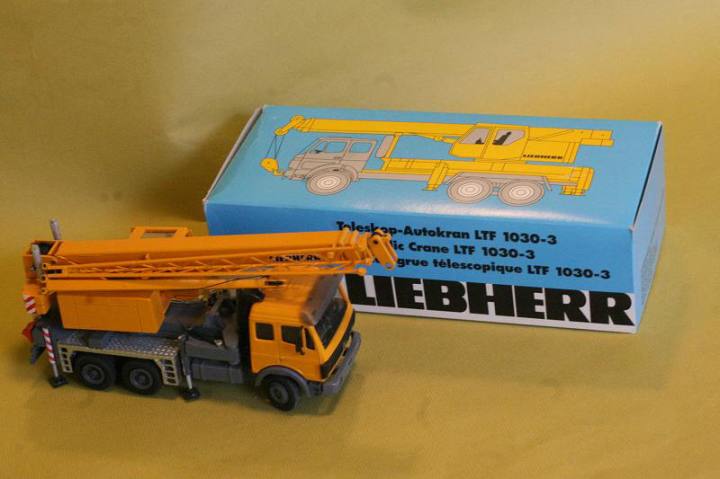 LIEBHERR
Teleskop-Autokran LTF 1030-3
Crane LTF 1030-3
grue télescopique LTF 1030-3
LIEBHERR